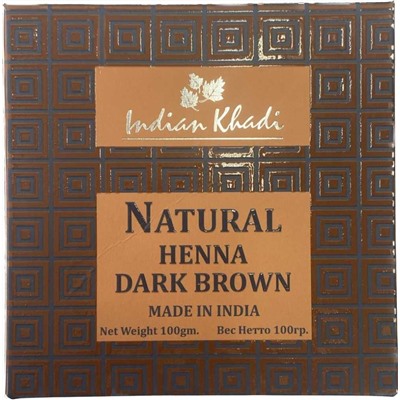 Indian Khadi
NATURAL
HENNA
DARK BROWN
MADE IN INDIA
Net Weight 100gm. Вес Нетто 100гр.